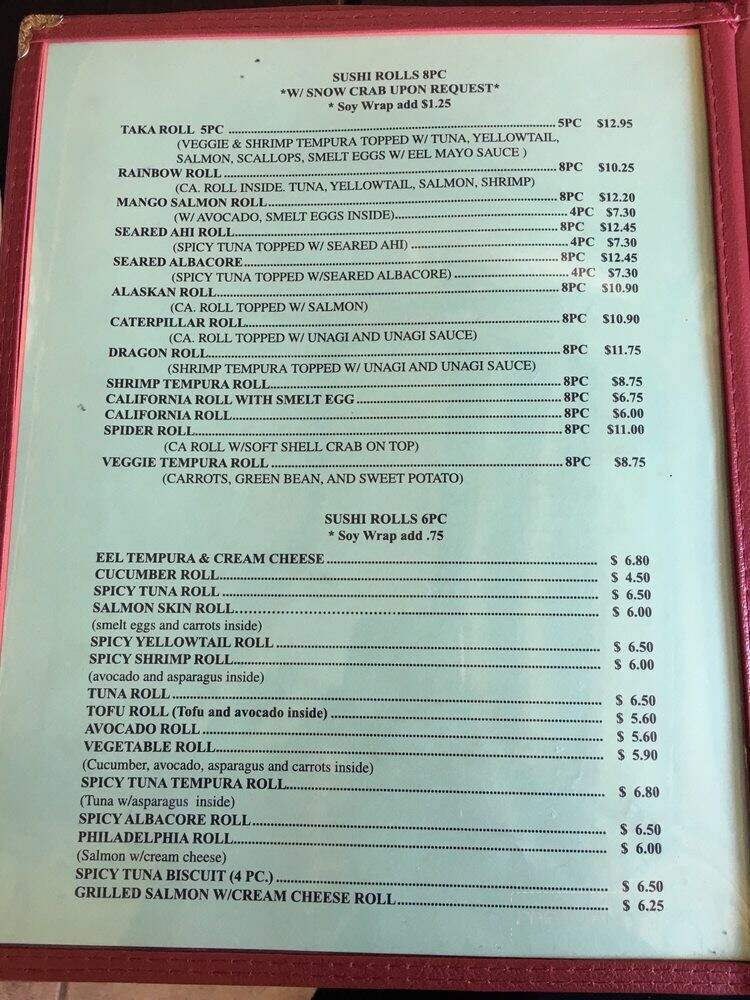 SUSHI ROLLS 8PC
*W/ SNOW CRAB UPON REQUEST*
* Soy Wrap add $1.25
TAKA ROLL 5PC ........ 5PC $12.95
(VEGGIE & SHRIMP TEMPURA TOPPED W/ TUNA, YELLOWTAIL,
SALMON, SCALLOPS, SMELT EGGS W/ EEL MAYO SAUCE )
RAINBOW ROLL ........ 8PC $10.25
(CA. ROLL INSIDE. TUNA, YELLOWTAIL, SALMON, SHRIMP)
MANGO SALMON ROLL........ 8PC $12.20
(W/ AVOCADO, SMELT EGGS INSIDE)........ 4PC $7.30
SEARED AHI ROLL........ 8PC $12.45
(SPICY TUNA TOPPED W/ SEARED AHI) ........ 4PC $7.30
SEARED ALBACORE........ 8PC $12.45
(SPICY TUNA TOPPED W/SEARED ALBACORE) ........ 4PC $7.30
ALASKAN ROLL........ 8PC $10.90
(CA. ROLL TOPPED W/ SALMON)
CATERPILLAR ROLL........ 8PC $10.90
(CA. ROLL TOPPED W/ UNAGI AND UNAGI SAUCE)
DRAGON ROLL........ 8PC $11.75
(SHRIMP TEMPURA TOPPED W/ UNAGI AND UNAGI SAUCE)
SHRIMP TEMPURA ROLL........ 8PC $8.75
CALIFORNIA ROLL WITH SMELT EGG ........ 8PC $6.75
CALIFORNIA ROLL........ 8PC $6.00
SPIDER ROLL........ 8PC $11.00
(CA ROLL W/SOFT SHELL CRAB ON TOP)
VEGGIE TEMPURA ROLL ........ 8PC $8.75
(CARROTS, GREEN BEAN, AND SWEET POTATO)
SUSHI ROLLS 6PC
* Soy Wrap add .75
EEL TEMPURA & CREAM CHEESE ........ $ 6.80
CUCUMBER ROLL........ $ 4.50
SPICY TUNA ROLL ........ $ 6.50
SALMON SKIN ROLL........ $ 6.00
(smelt eggs and carrots inside)
SPICY YELLOWTAIL ROLL ........ $ 6.50
SPICY SHRIMP ROLL........ $ 6.00
(avocado and asparagus inside)
TUNA ROLL ........ $ 6.50
TOFU ROLL (Tofu and avocado inside) ........ $ 5.60
AVOCADO ROLL ........ $ 5.60
VEGETABLE ROLL........ $ 5.90
(Cucumber, avocado, asparagus and carrots inside)
SPICY TUNA TEMPURA ROLL........ $ 6.80
(Tuna w/asparagus inside)
SPICY ALBACORE ROLL........ $ 6.50
PHILADELPHIA ROLL........ $ 6.00
(Salmon w/cream cheese)
SPICY TUNA BISCUIT (4 PC.) ........ $ 6.50
GRILLED SALMON W/CREAM CHEESE ROLL........ $ 6.25